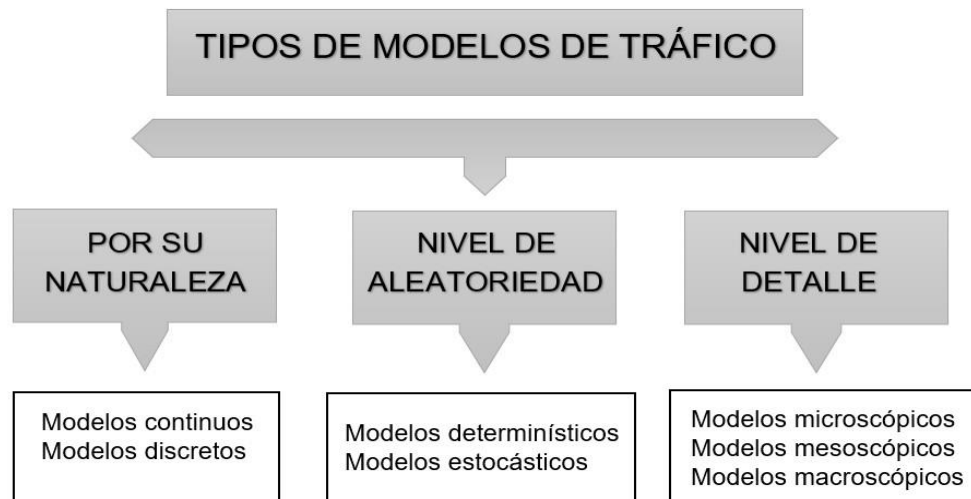 TIPOS DE MODELOS DE TRÁFICO
POR SU
NATURALEZA
NIVEL DE
ALEATORIEDAD
NIVEL DE
DETALLE
Modelos continuos
Modelos discretos
Modelos determinísticos
Modelos estocásticos
Modelos microscópicos
Modelos mesoscópicos
Modelos macroscópicos